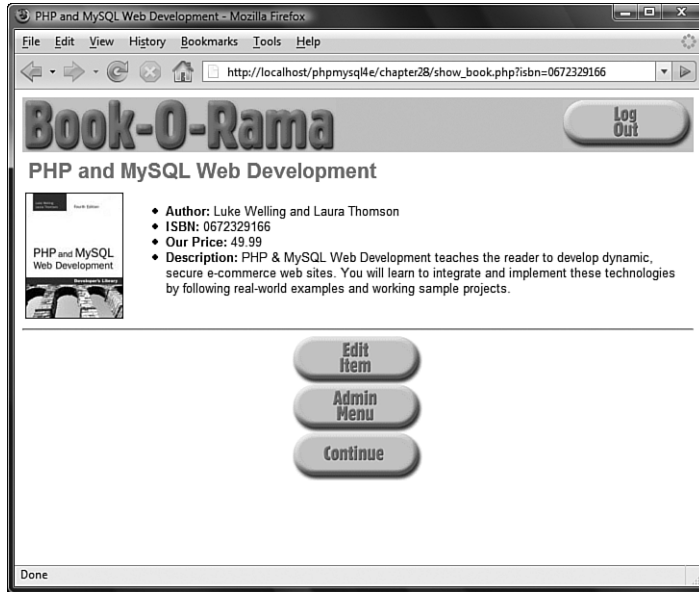 PHP and MySQL Web Development - Mozilla Firefox
File Edit View History Bookmarks Tools Help
http://localhost/phpmysql4e/chapter28/show_book.php?isbn=0672329166
Book-O-Rama
Log
Out
PHP and MySQL Web Development
PHP and MySQL
Web Development
Developer's Library
Author: Luke Welling and Laura Thomson
ISBN: 0672329166
Our Price: 49.99
Description: PHP & MySQL Web Development teaches the reader to develop dynamic,
secure e-commerce web sites. You will learn to integrate and implement these technologies
by following real-world examples and working sample projects.
Edit
Item
Admin
Menu
Continue
Done